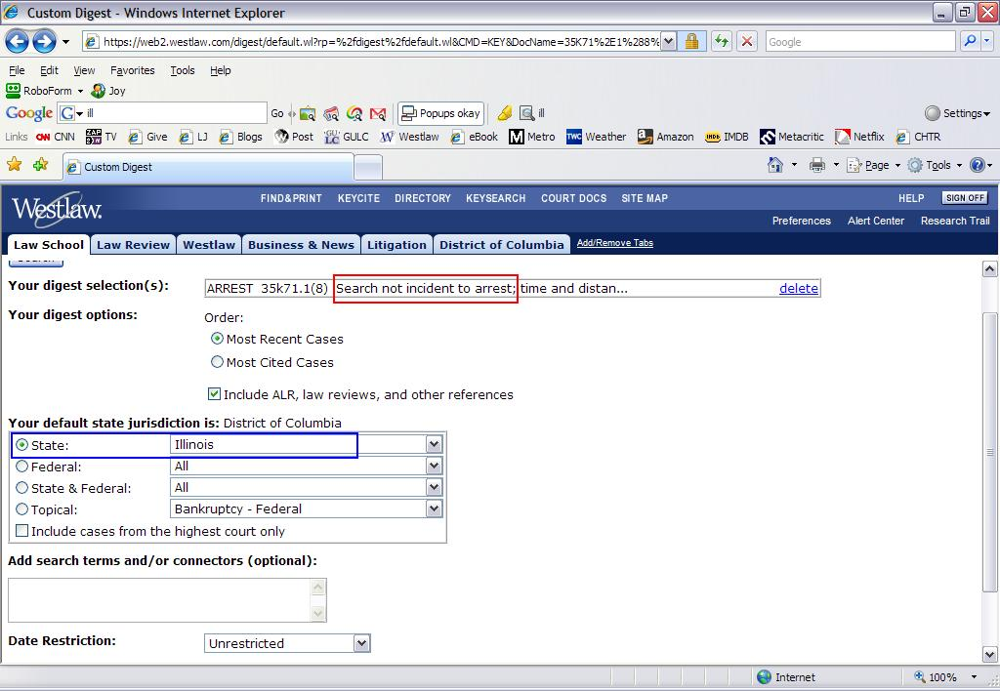 Custom Digest - Windows Internet Explorer
https://web2.westlaw.com/digest/default.wl?rp=%2fdigest%2fdefault.wl&CMD=KEY&DocName=35K71%2E1%288%
Google
File Edit View Favorites Tools Help
RoboForm Joy
Google G ill Go Popups okay ill Settings
Links CNN TV Give LJ Blogs Post GULC Westlaw eBook Metro Weather Amazon IMDB Metacritic Netflix CHTR
Custom Digest Page Tools
Westlaw. FIND&PRINT KEYCITE DIRECTORY KEYSEARCH COURT DOCS SITE MAP HELP SIGN OFF
Preferences Alert Center Research Trail
Law School Law Review Westlaw Business & News Litigation District of Columbia Add/Remove Tabs
Search
Your digest selection(s): ARREST 35k71.1(8) Search not incident to arrest; time and distan... delete
Your digest options: Order:
Most Recent Cases
Most Cited Cases
Include ALR, law reviews, and other references
Your default state jurisdiction is: District of Columbia
State: Illinois
Federal: All
State & Federal: All
Topical: Bankruptcy - Federal
Include cases from the highest court only
Add search terms and/or connectors (optional):
Date Restriction: Unrestricted
Internet 100%